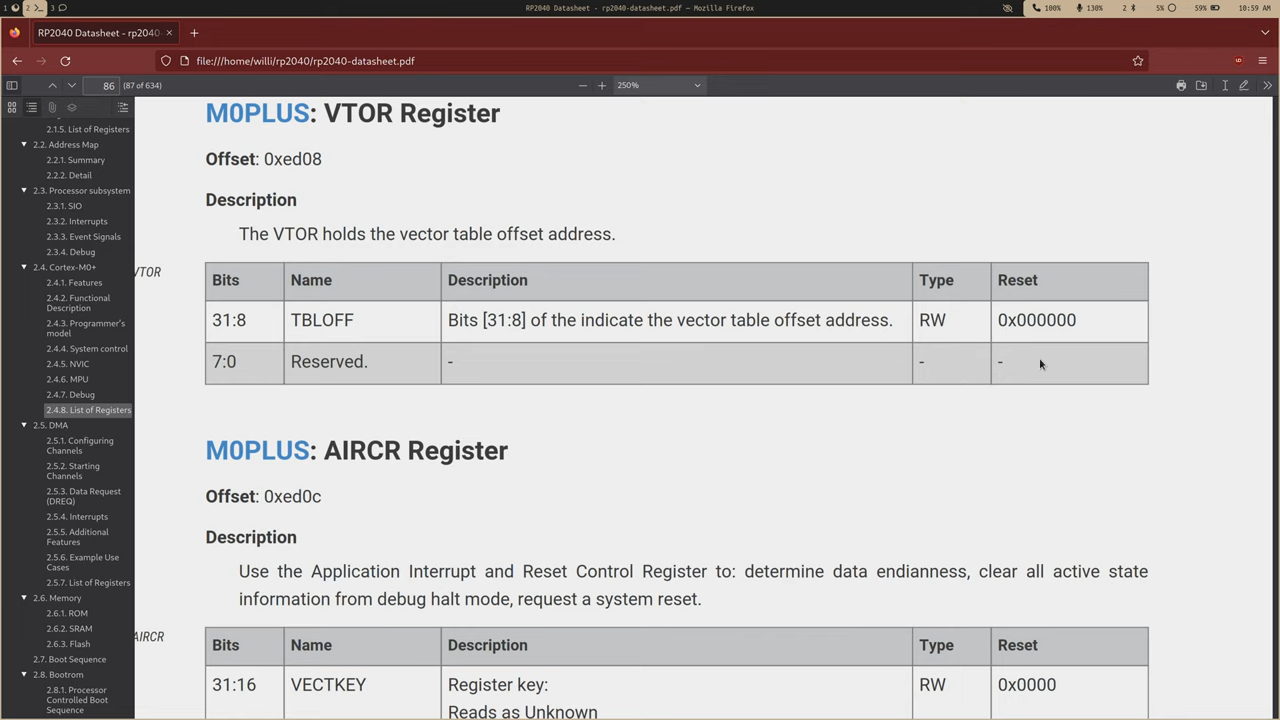 1 2 3
RP2040 Datasheet - rp2040-datasheet.pdf — Mozilla Firefox
100% 130% 2 5% 59% 10:59 AM
RP2040 Datasheet - rp2040-
file:///home/willi/rp2040/rp2040-datasheet.pdf
86 (87 of 634) 250%
2.1.5. List of Registers
2.2. Address Map
2.2.1. Summary
2.2.2. Detail
2.3. Processor subsystem
2.3.1. SIO
2.3.2. Interrupts
2.3.3. Event Signals
2.3.4. Debug
2.4. Cortex-M0+
2.4.1. Features
2.4.2. Functional
Description
2.4.3. Programmer's
model
2.4.4. System control
2.4.5. NVIC
2.4.6. MPU
2.4.7. Debug
2.4.8. List of Registers
2.5. DMA
2.5.1. Configuring
Channels
2.5.2. Starting
Channels
2.5.3. Data Request
(DREQ)
2.5.4. Interrupts
2.5.5. Additional
Features
2.5.6. Example Use
Cases
2.5.7. List of Registers
2.6. Memory
2.6.1. ROM
2.6.2. SRAM
2.6.3. Flash
2.7. Boot Sequence
2.8. Bootrom
2.8.1. Processor
Controlled Boot
Sequence
M0PLUS: VTOR Register
Offset: 0xed08
Description
The VTOR holds the vector table offset address.
VTOR
Bits Name Description Type Reset
31:8 TBLOFF Bits [31:8] of the indicate the vector table offset address. RW 0x000000
7:0 Reserved. - - -
M0PLUS: AIRCR Register
Offset: 0xed0c
Description
Use the Application Interrupt and Reset Control Register to: determine data endianness, clear all active state
information from debug halt mode, request a system reset.
AIRCR
Bits Name Description Type Reset
31:16 VECTKEY Register key: RW 0x0000
Reads as Unknown